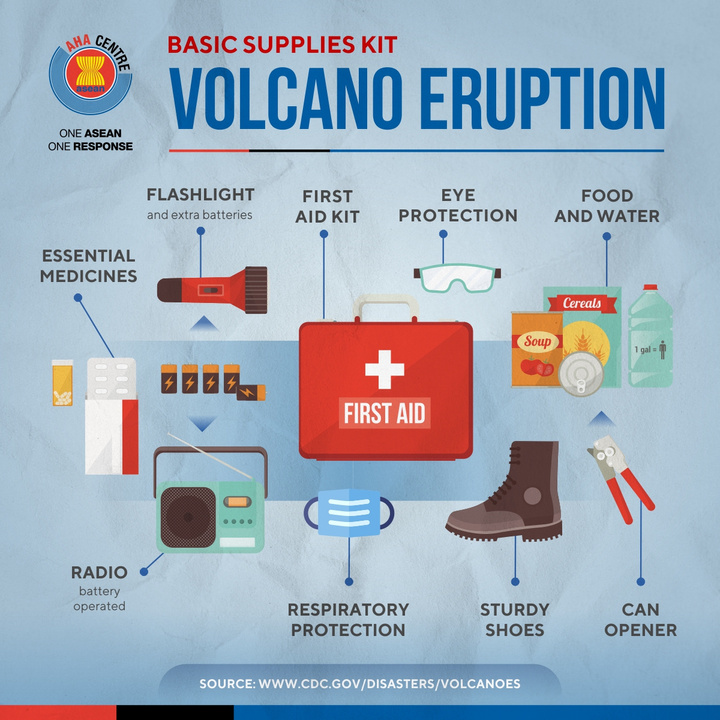 AHA CENTRE
asean
ONE ASEAN
ONE RESPONSE
BASIC SUPPLIES KIT
VOLCANO ERUPTION
FLASHLIGHT
and extra batteries
FIRST
AID KIT
EYE
PROTECTION
FOOD
AND WATER
ESSENTIAL
MEDICINES
Cereals
Soup
1 gal =
FIRST AID
RADIO
battery
operated
RESPIRATORY
PROTECTION
STURDY
SHOES
CAN
OPENER
SOURCE: WWW.CDC.GOV/DISASTERS/VOLCANOES